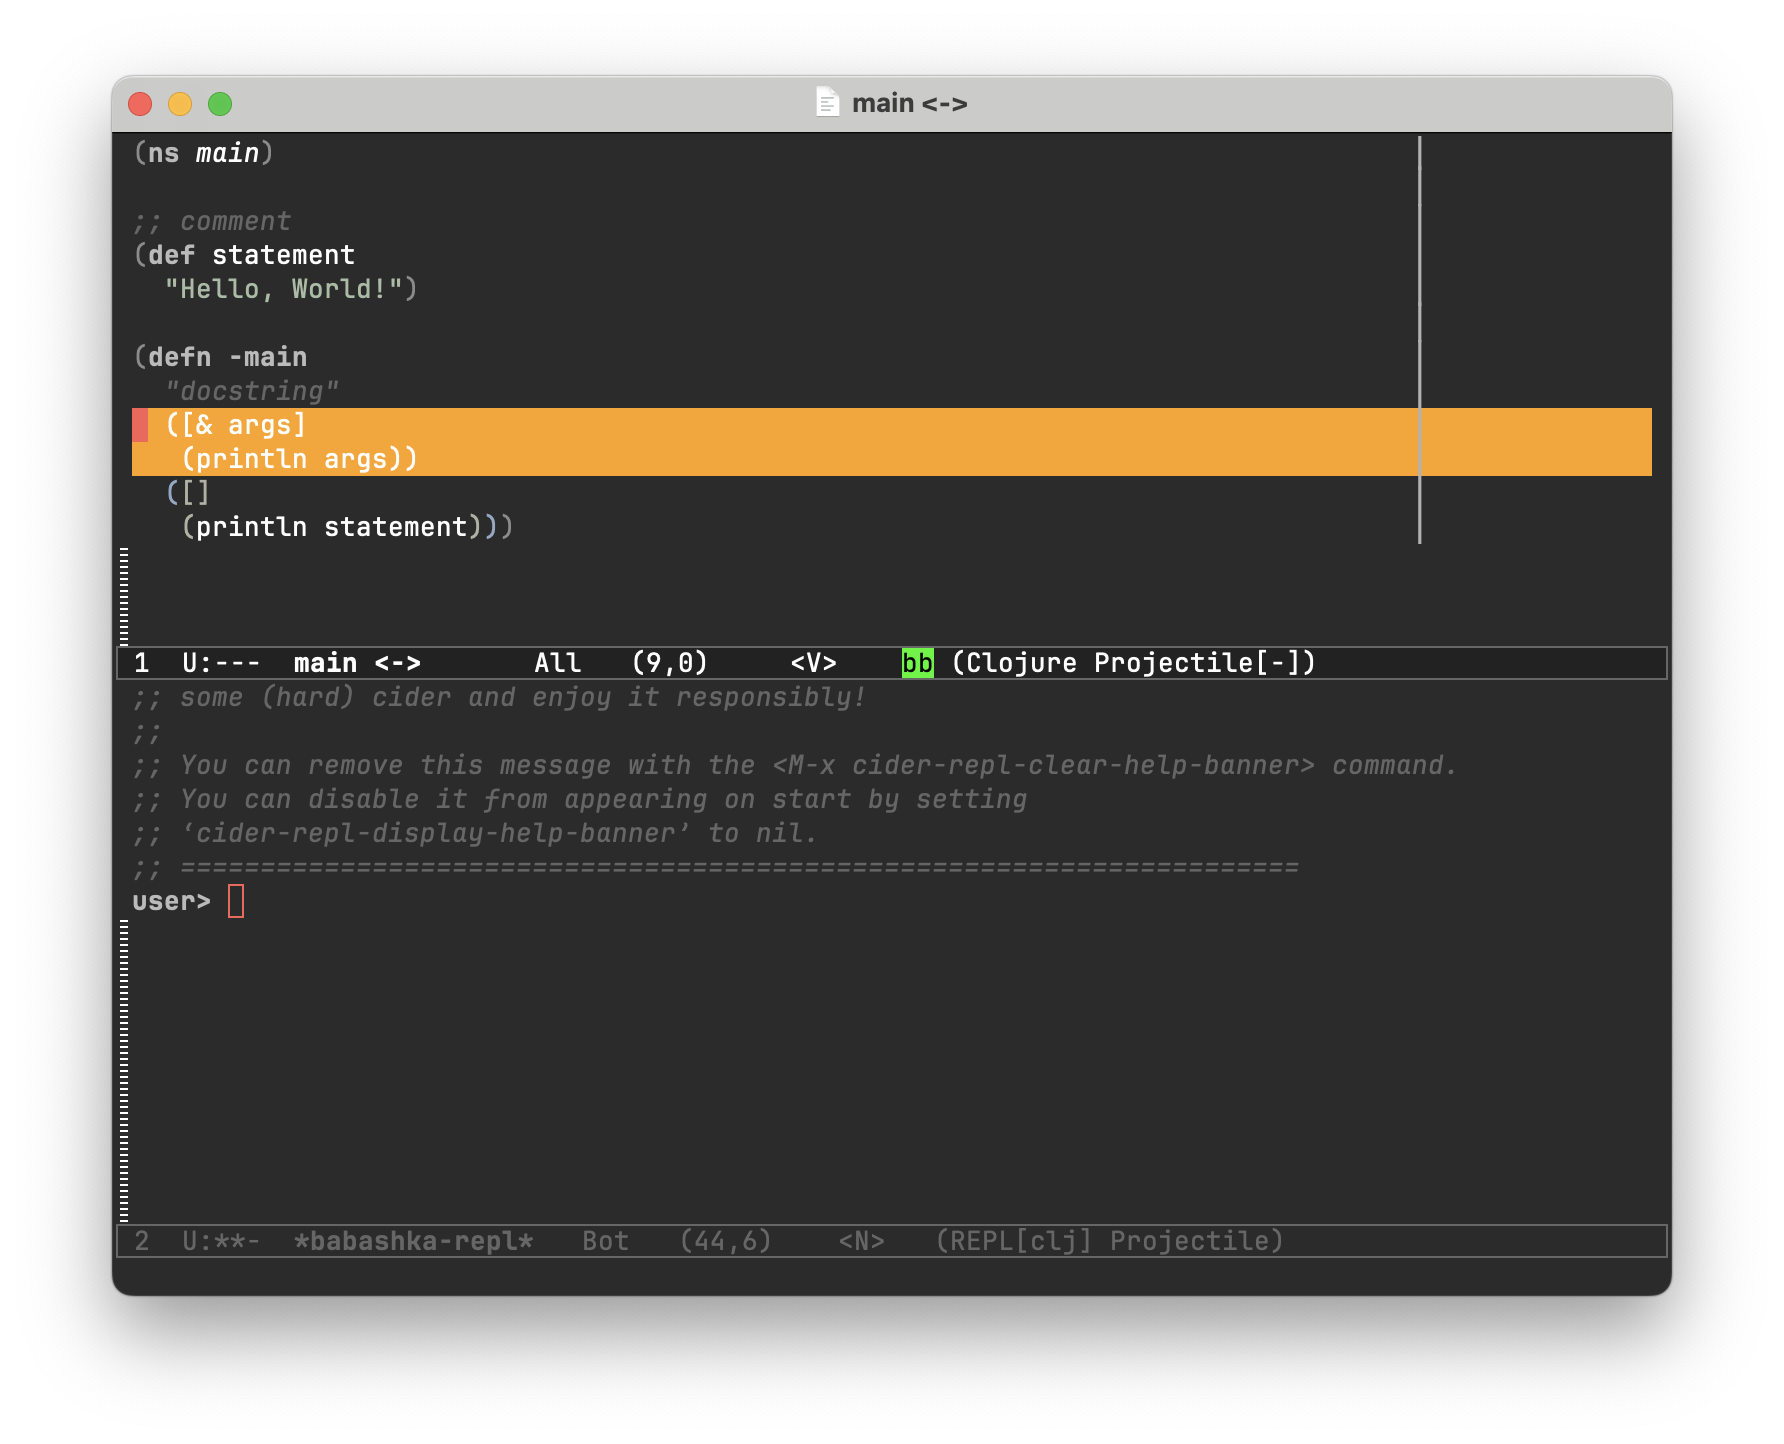 main <->
(ns main)
;; comment
(def statement
"Hello, World!")
(defn -main
"docstring"
([& args]
(println args))
([]
(println statement)))
1 U:--- main <-> All (9,0) <V> bb (Clojure Projectile[-])
;; some (hard) cider and enjoy it responsibly!
;;
;; You can remove this message with the <M-x cider-repl-clear-help-banner> command.
;; You can disable it from appearing on start by setting
;; ‘cider-repl-display-help-banner’ to nil.
;; ======================================================================
user>
2 U:**- *babashka-repl* Bot (44,6) <N> (REPL[clj] Projectile)